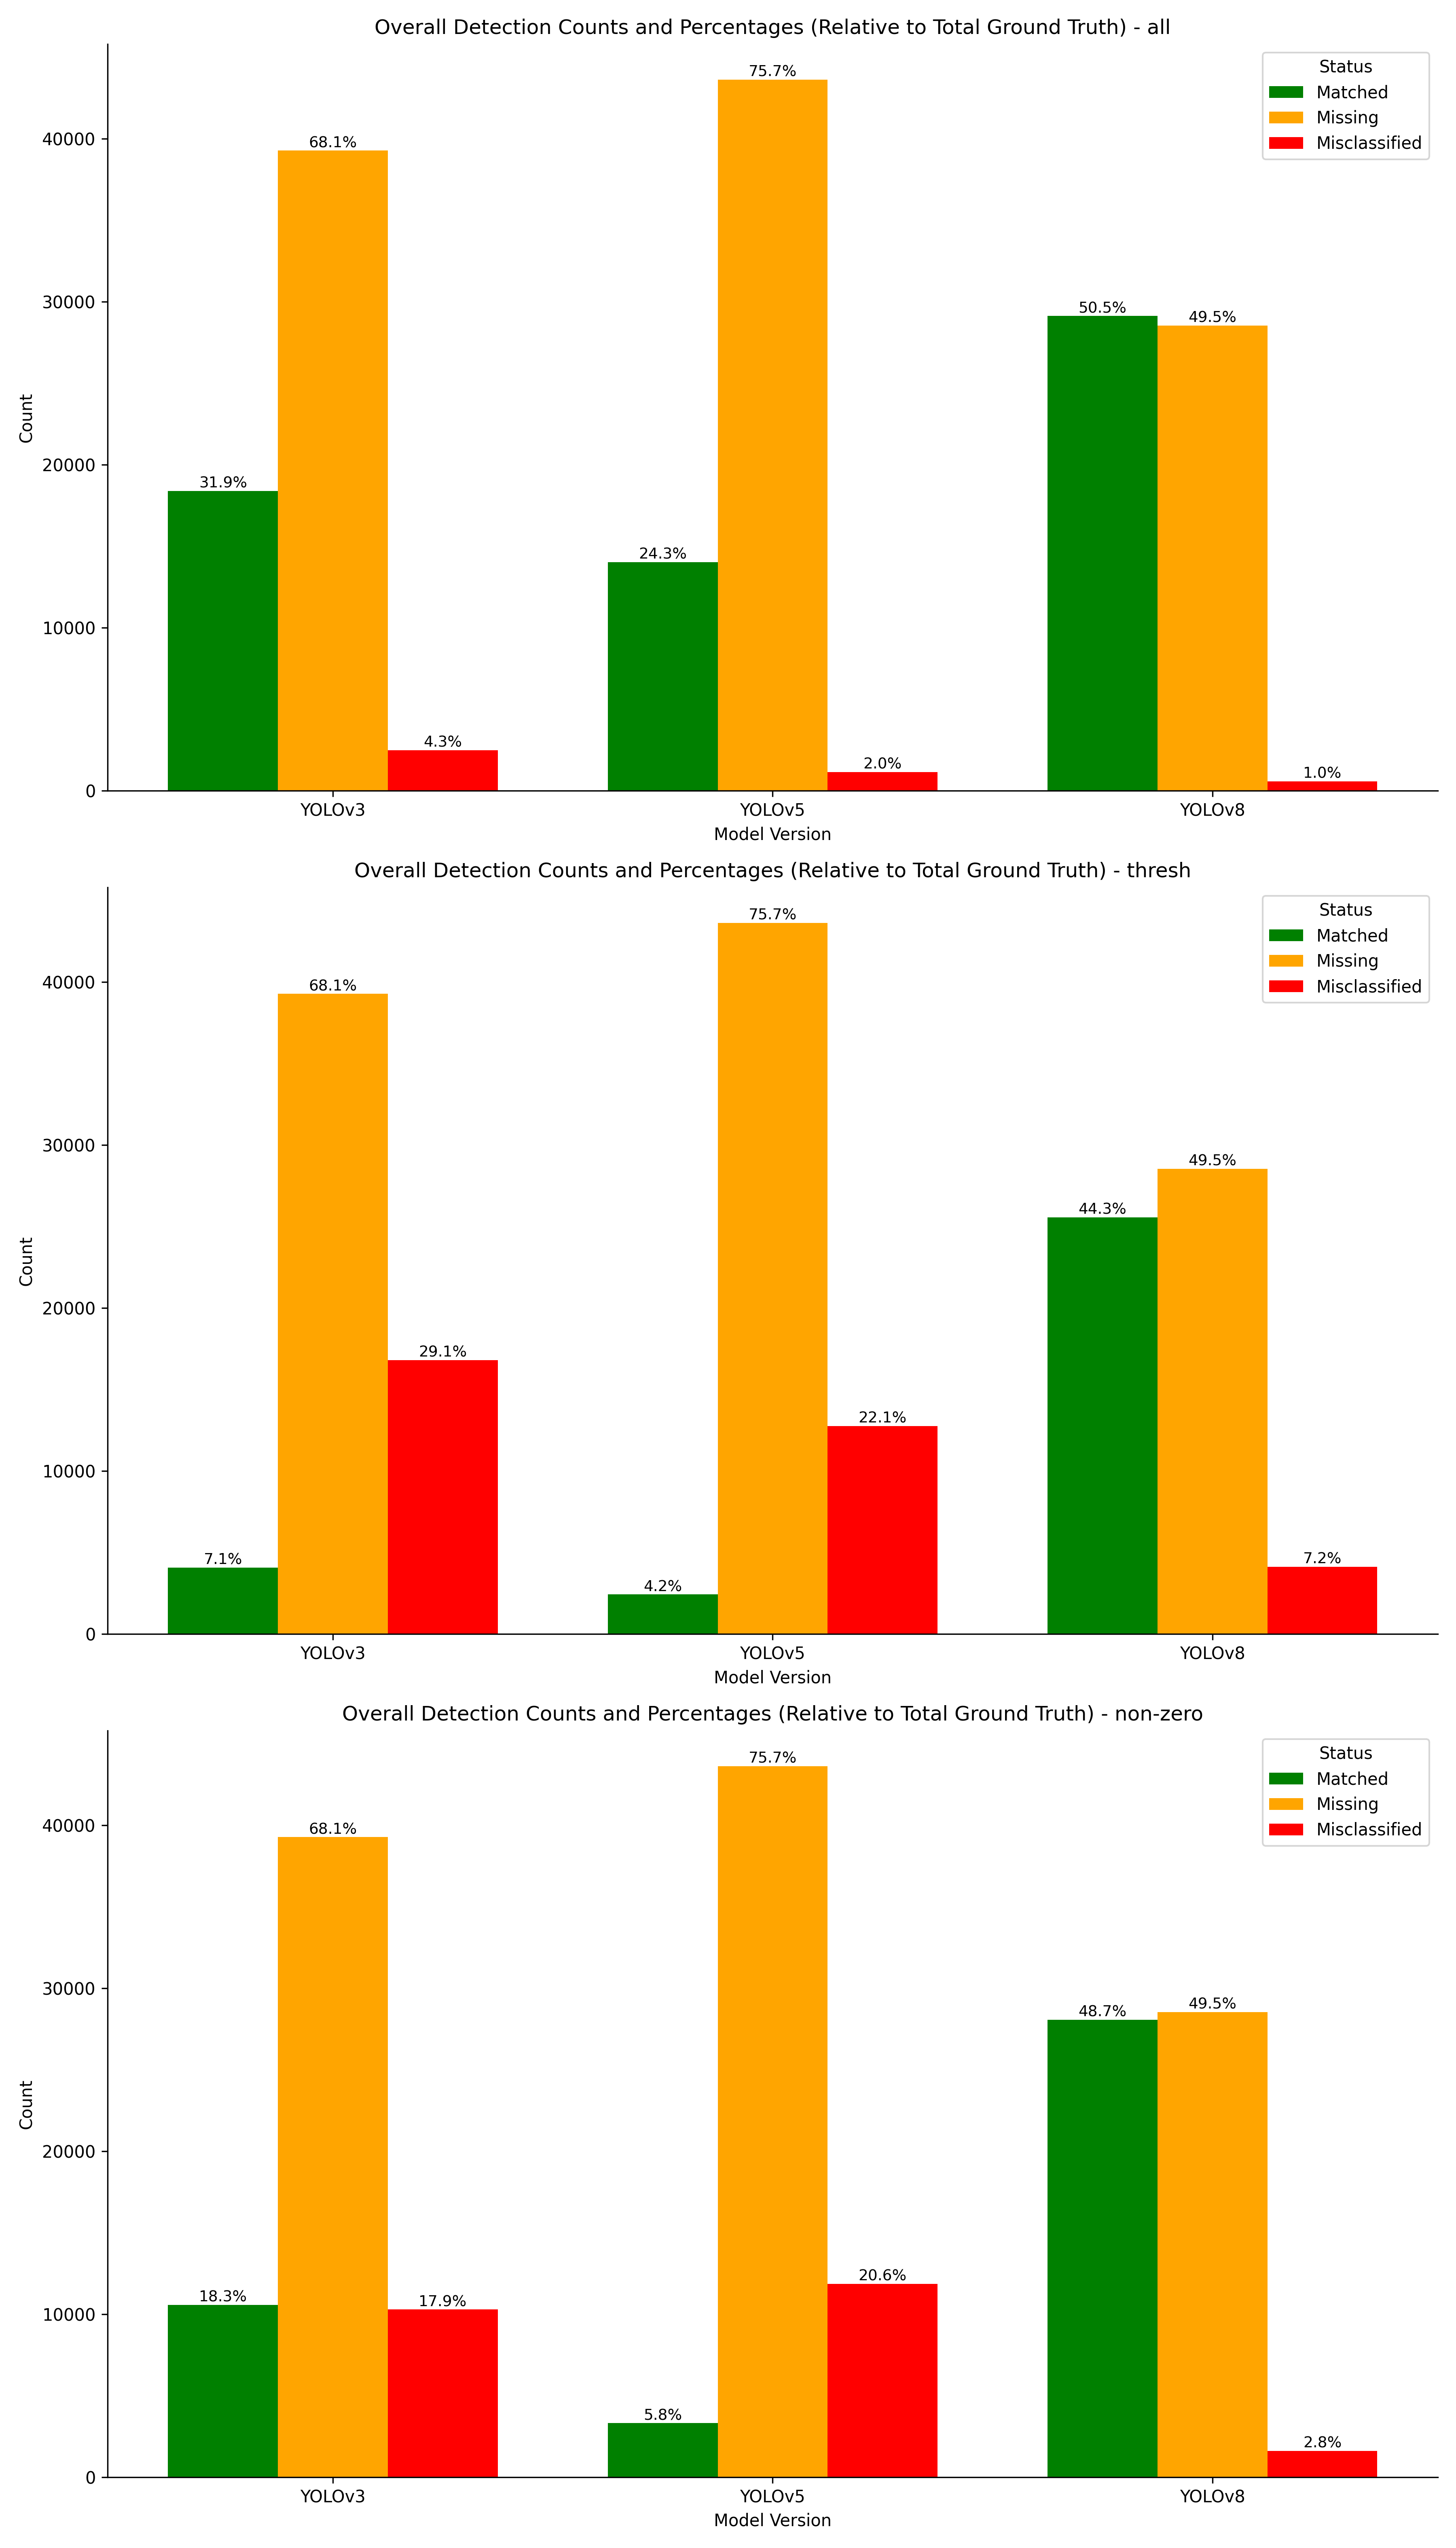 Overall Detection Counts and Percentages (Relative to Total Ground Truth) - all
Status
Matched
Missing
Misclassified
Count
40000
30000
20000
10000
0
31.9%
68.1%
4.3%
24.3%
75.7%
2.0%
50.5%
49.5%
1.0%
YOLOv3
YOLOv5
YOLOv8
Model Version
Overall Detection Counts and Percentages (Relative to Total Ground Truth) - thresh
Status
Matched
Missing
Misclassified
Count
40000
30000
20000
10000
0
7.1%
68.1%
29.1%
4.2%
75.7%
22.1%
44.3%
49.5%
7.2%
YOLOv3
YOLOv5
YOLOv8
Model Version
Overall Detection Counts and Percentages (Relative to Total Ground Truth) - non-zero
Status
Matched
Missing
Misclassified
Count
40000
30000
20000
10000
0
18.3%
68.1%
17.9%
5.8%
75.7%
20.6%
48.7%
49.5%
2.8%
YOLOv3
YOLOv5
YOLOv8
Model Version